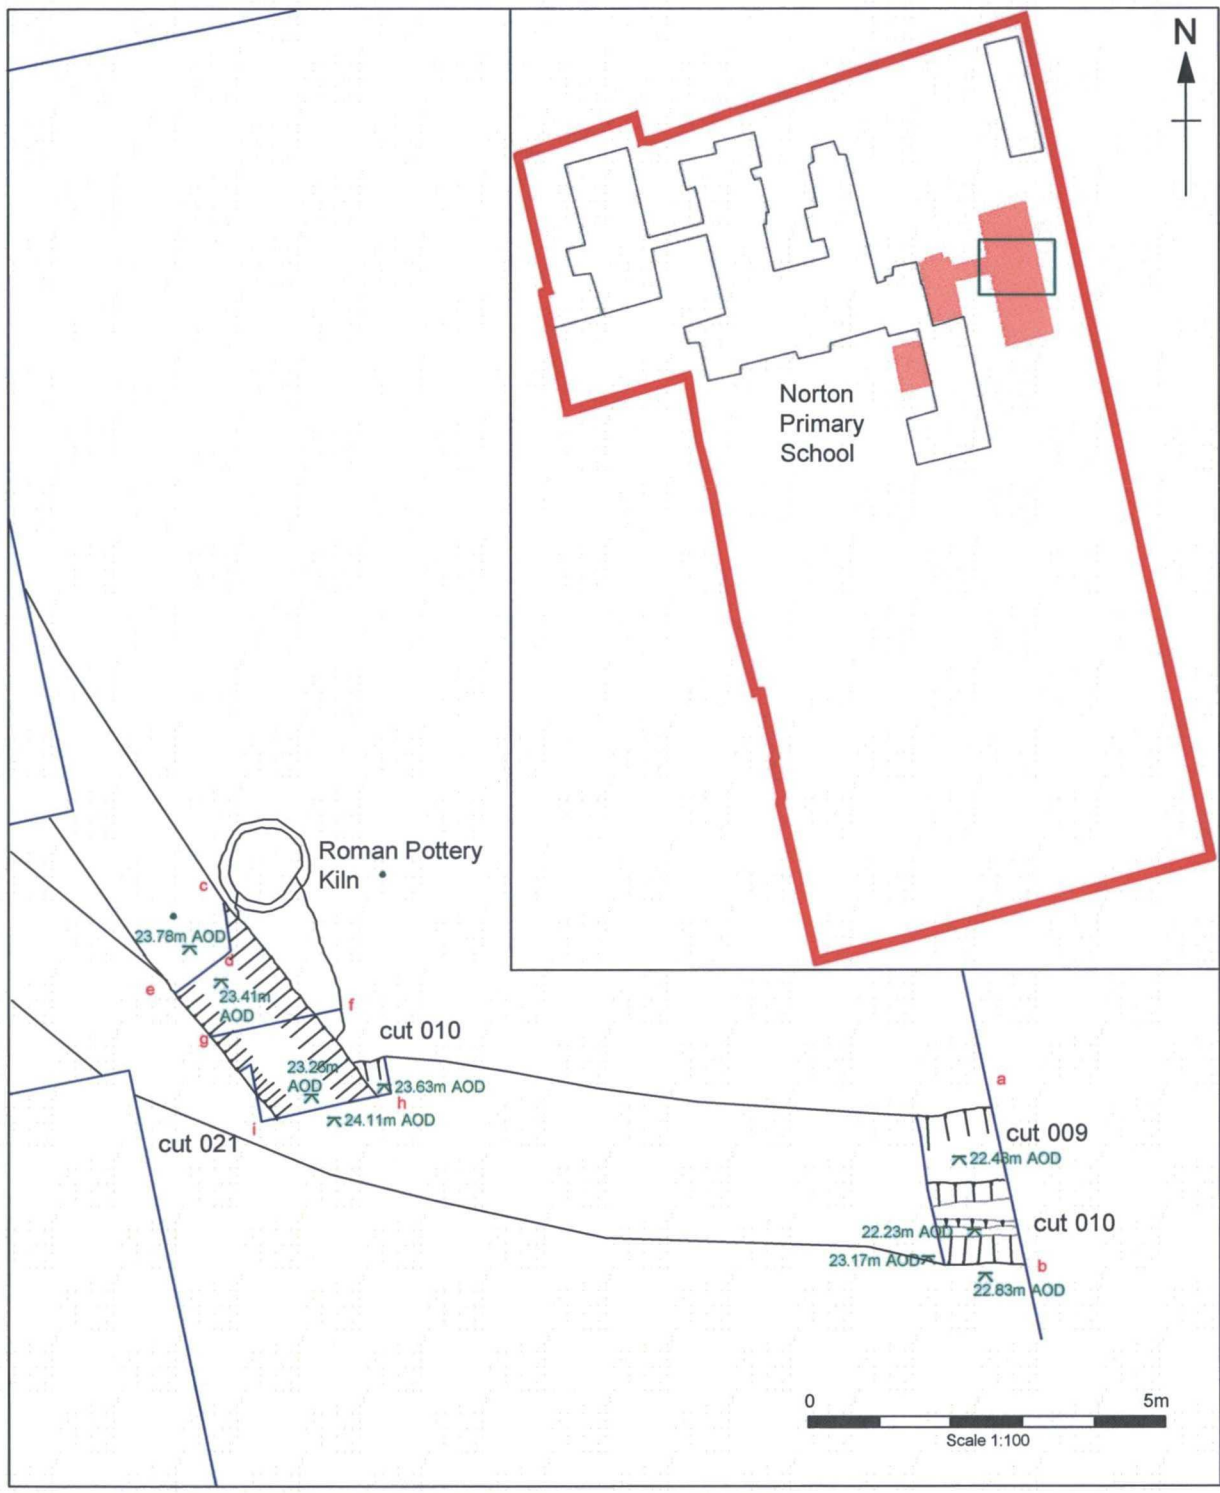 N
Norton
Primary
School
Roman Pottery
Kiln
c
23.78m AOD
d
e
23.41m
AOD
f
g
cut 010
23.26m
AOD
23.63m AOD
h
24.11m AOD
i
cut 021
a
cut 009
22.48m AOD
cut 010
22.23m AOD
23.17m AOD
b
22.83m AOD
0 5m
Scale 1:100